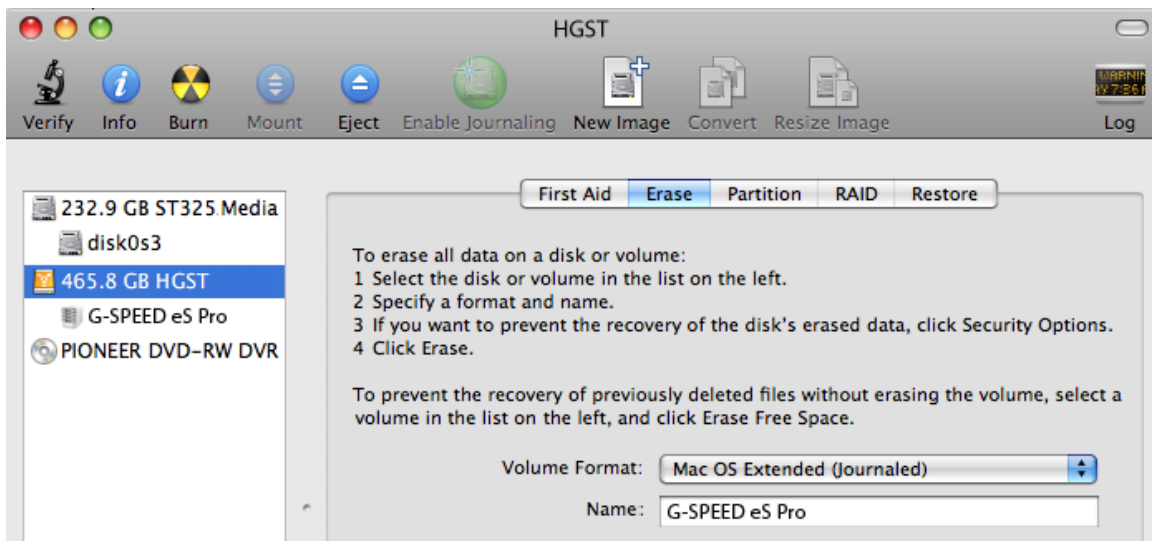 HGST
Verify Info Burn Mount Eject Enable Journaling New Image Convert Resize Image Log
232.9 GB ST325 Media
disk0s3
465.8 GB HGST
G-SPEED eS Pro
PIONEER DVD-RW DVR
First Aid Erase Partition RAID Restore
To erase all data on a disk or volume:
1 Select the disk or volume in the list on the left.
2 Specify a format and name.
3 If you want to prevent the recovery of the disk's erased data, click Security Options.
4 Click Erase.
To prevent the recovery of previously deleted files without erasing the volume, select a
volume in the list on the left, and click Erase Free Space.
Volume Format: Mac OS Extended (Journaled)
Name: G-SPEED eS Pro